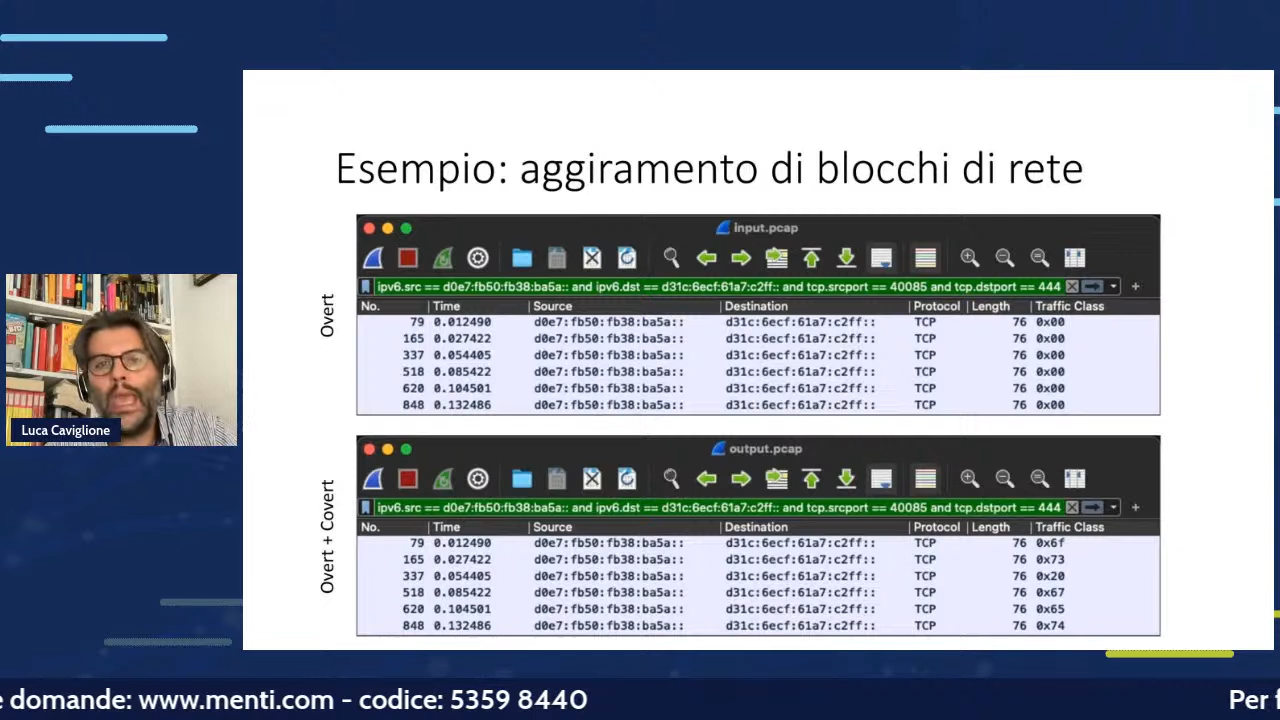 Esempio: aggiramento di blocchi di rete
Overt
input.pcap
ipv6.src == d0e7:fb50:fb38:ba5a:: and ipv6.dst == d31c:6ecf:61a7:c2ff:: and tcp.srcport == 40085 and tcp.dstport == 444
No. Time Source Destination Protocol Length Traffic Class
79 0.012490 d0e7:fb50:fb38:ba5a:: d31c:6ecf:61a7:c2ff:: TCP 76 0x00
165 0.027422 d0e7:fb50:fb38:ba5a:: d31c:6ecf:61a7:c2ff:: TCP 76 0x00
337 0.054405 d0e7:fb50:fb38:ba5a:: d31c:6ecf:61a7:c2ff:: TCP 76 0x00
518 0.085422 d0e7:fb50:fb38:ba5a:: d31c:6ecf:61a7:c2ff:: TCP 76 0x00
620 0.104501 d0e7:fb50:fb38:ba5a:: d31c:6ecf:61a7:c2ff:: TCP 76 0x00
848 0.132486 d0e7:fb50:fb38:ba5a:: d31c:6ecf:61a7:c2ff:: TCP 76 0x00
Luca Caviglione
Overt + Covert
output.pcap
ipv6.src == d0e7:fb50:fb38:ba5a:: and ipv6.dst == d31c:6ecf:61a7:c2ff:: and tcp.srcport == 40085 and tcp.dstport == 444
No. Time Source Destination Protocol Length Traffic Class
79 0.012490 d0e7:fb50:fb38:ba5a:: d31c:6ecf:61a7:c2ff:: TCP 76 0x6f
165 0.027422 d0e7:fb50:fb38:ba5a:: d31c:6ecf:61a7:c2ff:: TCP 76 0x73
337 0.054405 d0e7:fb50:fb38:ba5a:: d31c:6ecf:61a7:c2ff:: TCP 76 0x20
518 0.085422 d0e7:fb50:fb38:ba5a:: d31c:6ecf:61a7:c2ff:: TCP 76 0x67
620 0.104501 d0e7:fb50:fb38:ba5a:: d31c:6ecf:61a7:c2ff:: TCP 76 0x65
848 0.132486 d0e7:fb50:fb38:ba5a:: d31c:6ecf:61a7:c2ff:: TCP 76 0x74
e domande: www.menti.com - codice: 5359 8440 Per f